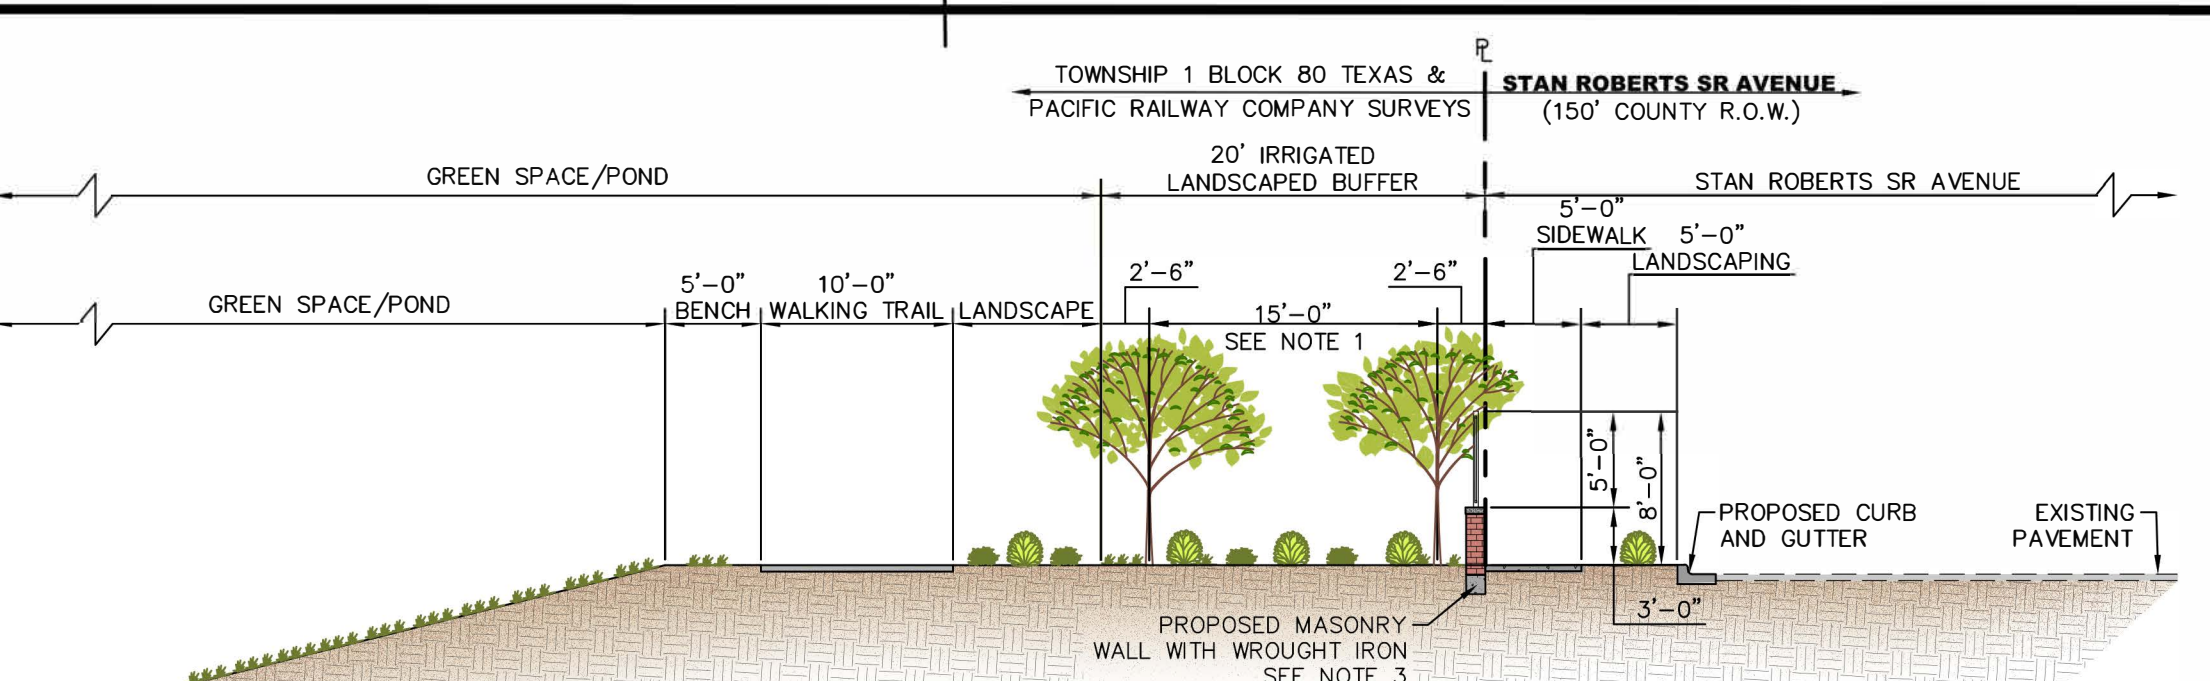 ℄
TOWNSHIP 1 BLOCK 80 TEXAS &
PACIFIC RAILWAY COMPANY SURVEYS
STAN ROBERTS SR AVENUE
(150' COUNTY R.O.W.)
GREEN SPACE/POND
20' IRRIGATED
LANDSCAPED BUFFER
STAN ROBERTS SR AVENUE
GREEN SPACE/POND
5'-0"
BENCH
10'-0"
WALKING TRAIL
LANDSCAPE
2'-6"
15'-0"
SEE NOTE 1
2'-6"
5'-0"
SIDEWALK
5'-0"
LANDSCAPING
5'-0"
8'-0"
3'-0"
PROPOSED CURB
AND GUTTER
EXISTING
PAVEMENT
PROPOSED MASONRY
WALL WITH WROUGHT IRON
SEE NOTE 3